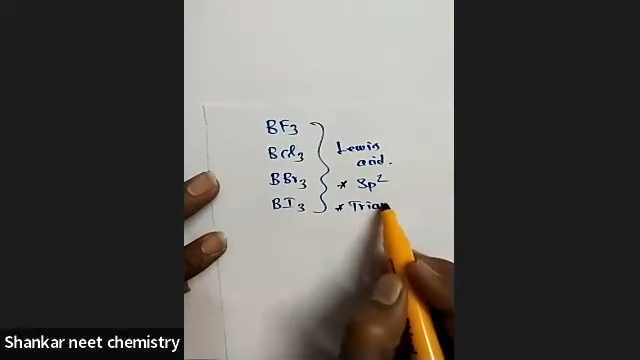 BF3
BCl3
BBr3
BI3
Lewis
acid.
* Sp2
* Trian
Shankar neet chemistry